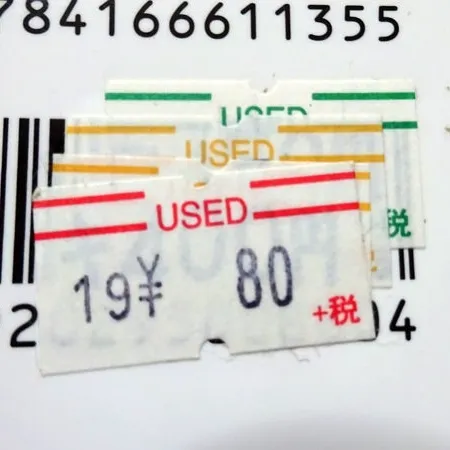 784166611355
USED
税
USED
USED
19¥ 80
+税
2
04